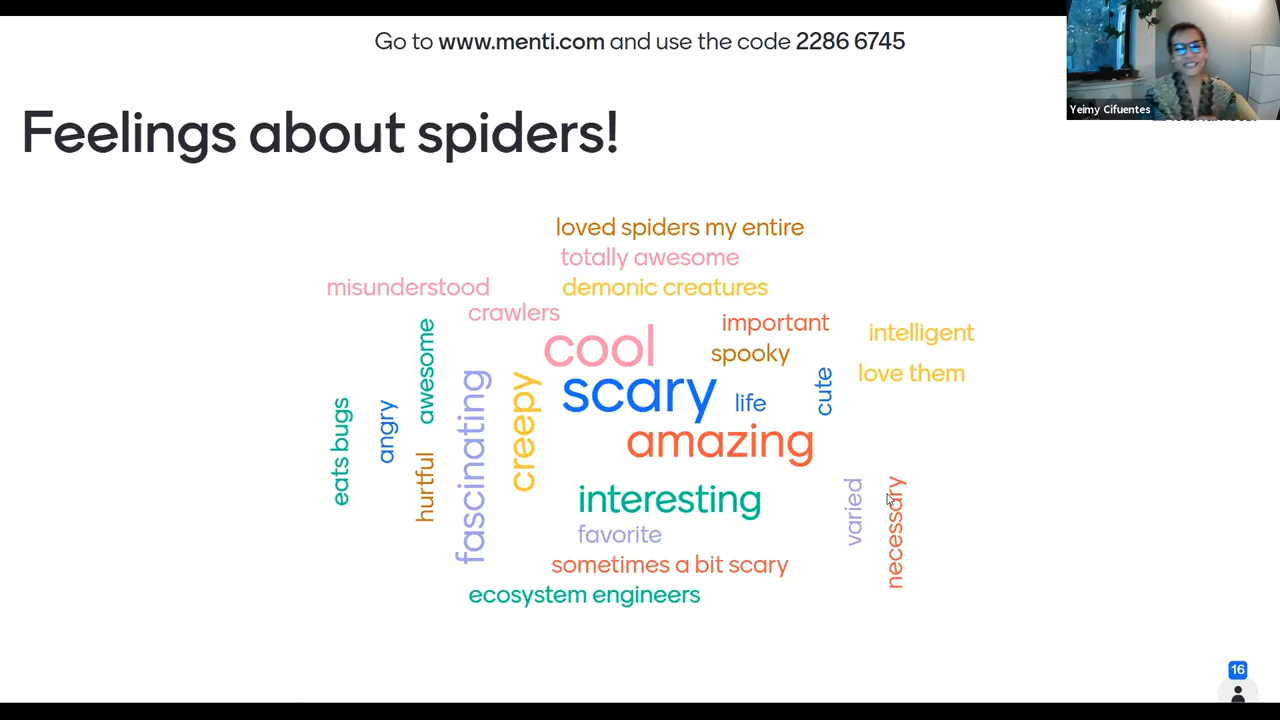 Go to www.menti.com and use the code 2286 6745
Yeimy Cifuentes
Feelings about spiders!
loved spiders my entire
totally awesome
misunderstood
demonic creatures
crawlers
important
intelligent
cool
spooky
awesome
love them
scary
life
cute
fascinating
creepy
eats bugs
angry
hurtful
amazing
interesting
varied
necessary
favorite
sometimes a bit scary
ecosystem engineers
16